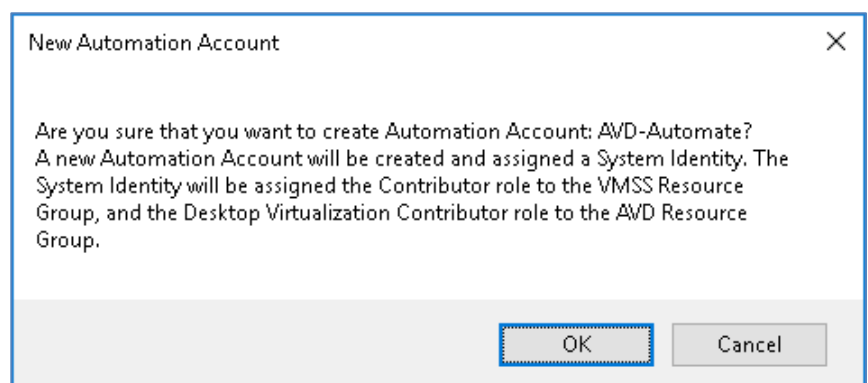 New Automation Account
Are you sure that you want to create Automation Account: AVD-Automate?
A new Automation Account will be created and assigned a System Identity. The
System Identity will be assigned the Contributor role to the VMSS Resource
Group, and the Desktop Virtualization Contributor role to the AVD Resource
Group.
OK
Cancel